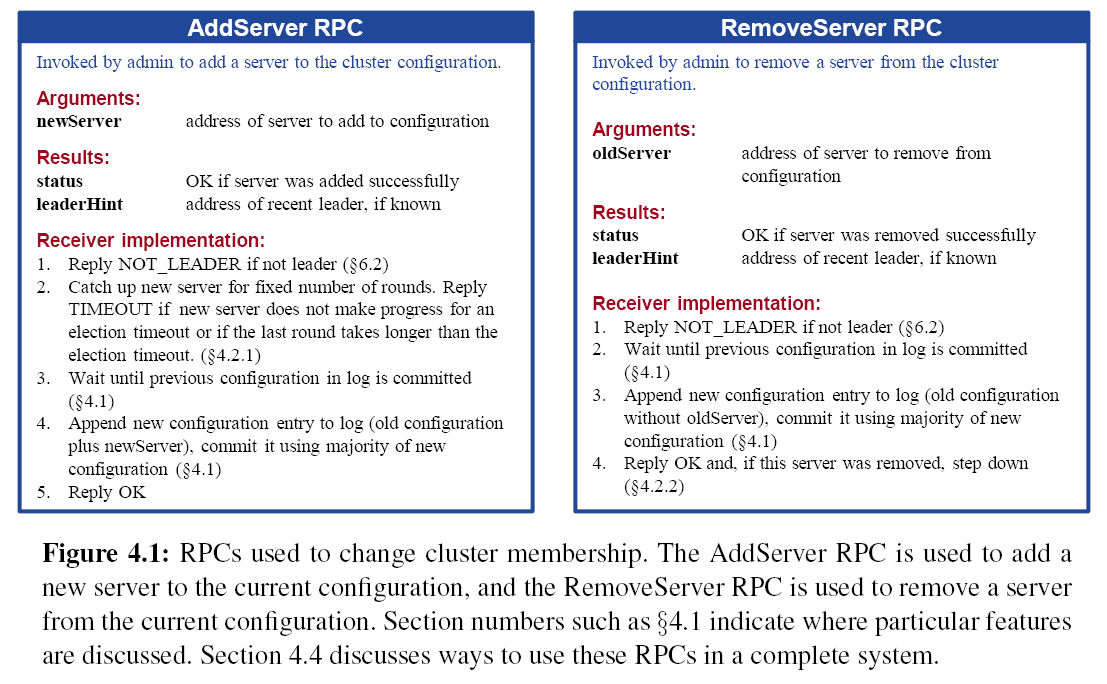 AddServer RPC
Invoked by admin to add a server to the cluster configuration.
Arguments:
newServer address of server to add to configuration
Results:
status OK if server was added successfully
leaderHint address of recent leader, if known
Receiver implementation:
1. Reply NOT_LEADER if not leader (§6.2)
2. Catch up new server for fixed number of rounds. Reply
TIMEOUT if new server does not make progress for an
election timeout or if the last round takes longer than the
election timeout. (§4.2.1)
3. Wait until previous configuration in log is committed
(§4.1)
4. Append new configuration entry to log (old configuration
plus newServer), commit it using majority of new
configuration (§4.1)
5. Reply OK
RemoveServer RPC
Invoked by admin to remove a server from the cluster
configuration.
Arguments:
oldServer address of server to remove from
configuration
Results:
status OK if server was removed successfully
leaderHint address of recent leader, if known
Receiver implementation:
1. Reply NOT_LEADER if not leader (§6.2)
2. Wait until previous configuration in log is committed
(§4.1)
3. Append new configuration entry to log (old configuration
without oldServer), commit it using majority of new
configuration (§4.1)
4. Reply OK and, if this server was removed, step down
(§4.2.2)
Figure 4.1: RPCs used to change cluster membership. The AddServer RPC is used to add a
new server to the current configuration, and the RemoveServer RPC is used to remove a server
from the current configuration. Section numbers such as §4.1 indicate where particular features
are discussed. Section 4.4 discusses ways to use these RPCs in a complete system.